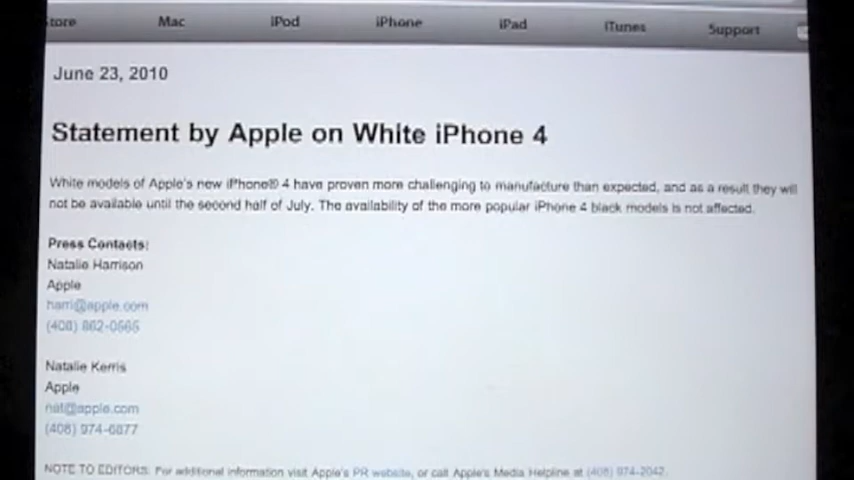 tore Mac iPod iPhone iPad iTunes Support
June 23, 2010
Statement by Apple on White iPhone 4
White models of Apple's new iPhone® 4 have proven more challenging to manufacture than expected, and as a result they will
not be available until the second half of July. The availability of the more popular iPhone 4 black models is not affected.
Press Contacts:
Natalie Harrison
Apple
harri@apple.com
(408) 862-0565
Natalie Kerris
Apple
nat@apple.com
(408) 974-6877
NOTE TO EDITORS: For additional information visit Apple's PR website, or call Apple's Media Helpline at (408) 974-2042.